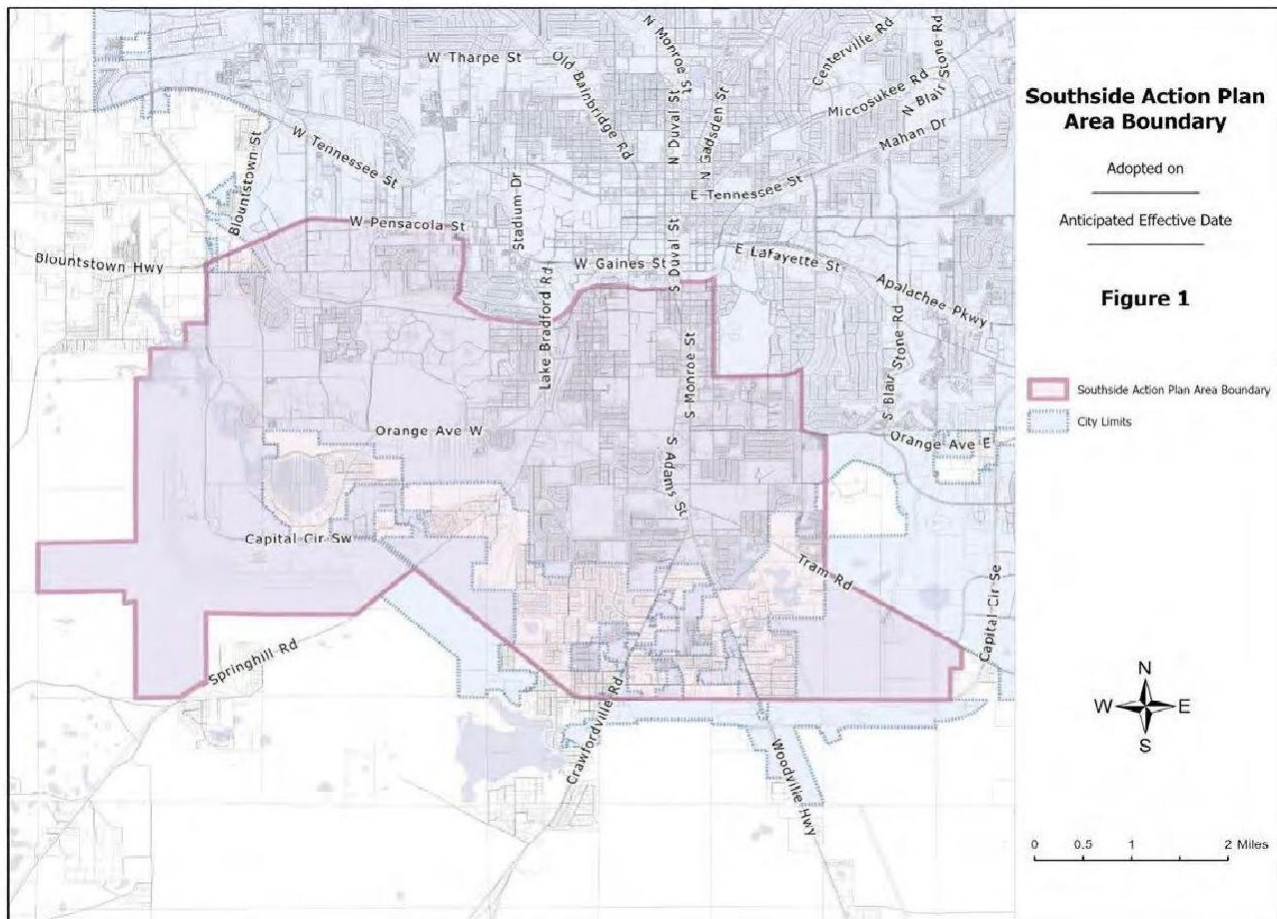 W Tharpe St
Old Bainbridge Rd
N Monroe St
N Duval St
N Gadsden St
Centerville Rd
Miccosukee Rd
N Blair Stone Rd
Mahan Dr
W Tennessee St
E Tennessee St
Blountstown St
W Pensacola St
Stadium Dr
Blountstown Hwy
W Gaines St
S Duval St
E Lafayette St
Apalachee Pkwy
Lake Bradford Rd
S Monroe St
S Blair Stone Rd
Orange Ave W
Orange Ave E
S Adams St
Capital Cir Sw
Tram Rd
Capital Cir Se
Springhill Rd
Crawfordville Rd
Woodville Hwy
Southside Action Plan
Area Boundary
Adopted on
Anticipated Effective Date
Figure 1
Southside Action Plan Area Boundary
City Limits
N
W E
S
0 0.5 1 2 Miles